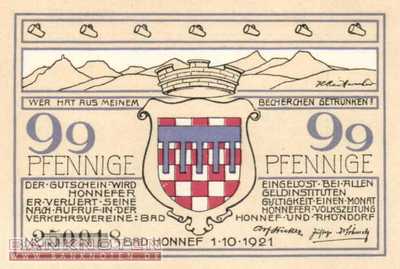 WER HAT AUS MEINEM BECHERCHEN GETRUNKEN!
99 99
PFENNIGE PFENNIGE
DER GUTSCHEIN WIRD EINGELÖST BEI ALLEN
HONNEFER GELDINSTITUTEN
ER VERLIERT SEINE GÜLTIGKEIT EINEN MONAT
NACH AUFRUF IN DER HONNEFER VOLKSZEITUNG
VERKEHRSVEREINE: BAD HONNEF UND RHÖNDORF
BAD HONNEF 1·10·1921